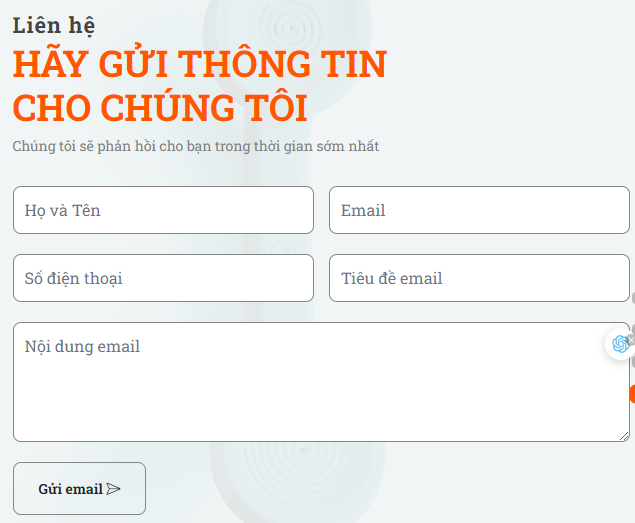 Liên hệ
HÃY GỬI THÔNG TIN
CHO CHÚNG TÔI
Chúng tôi sẽ phản hồi cho bạn trong thời gian sớm nhất
Họ và Tên
Email
Số điện thoại
Tiêu đề email
Nội dung email
Gửi email